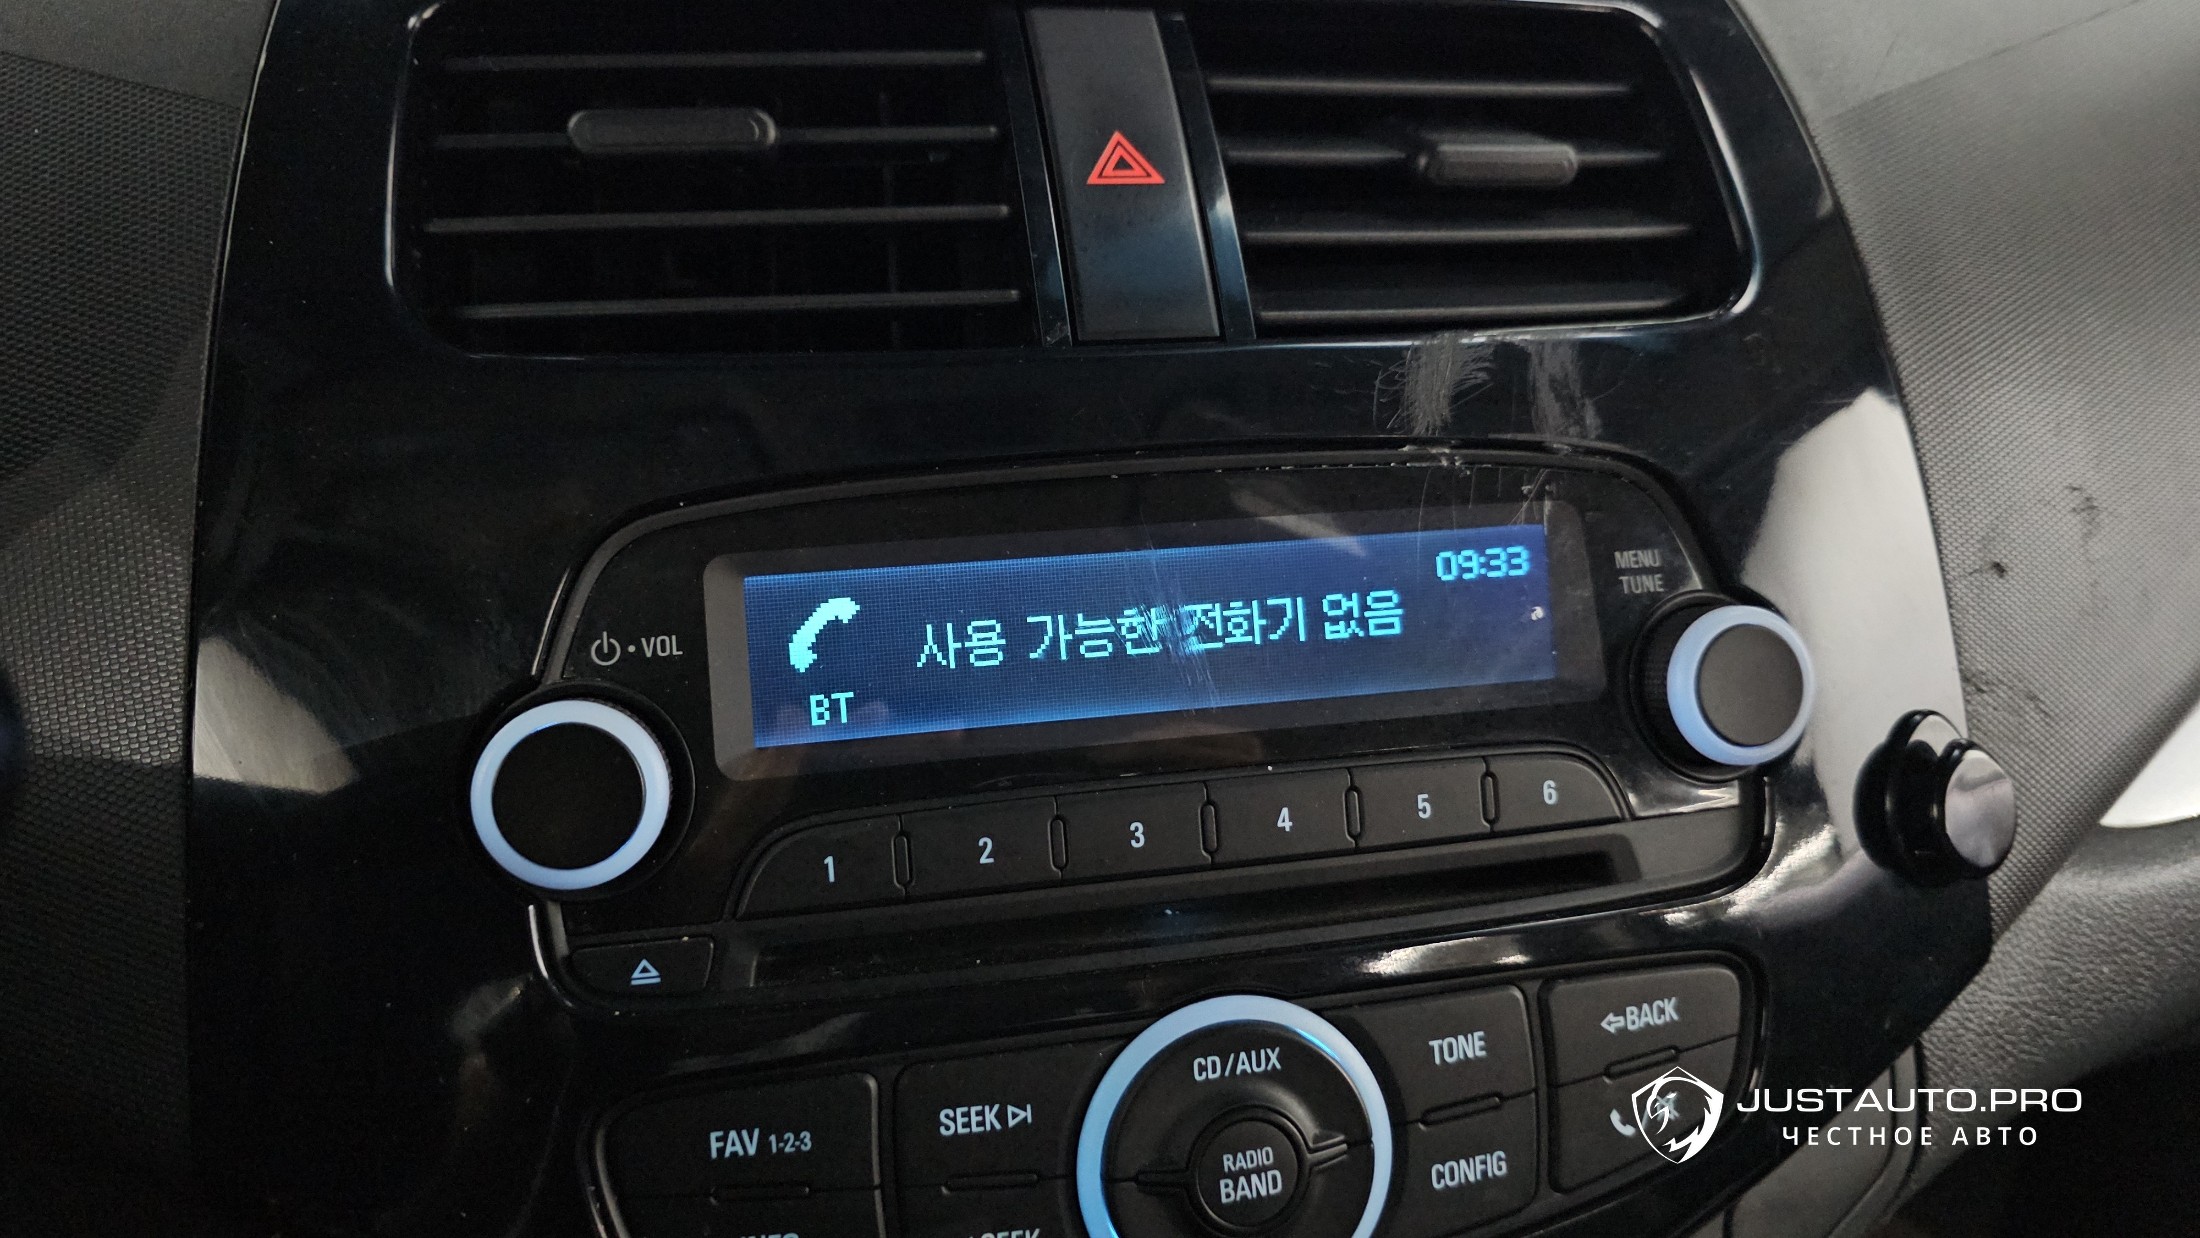 09:33
사용 가능한 전화기 없음
BT
VOL
MENU
TUNE
1
2
3
4
5
6
CD/AUX
TONE
BACK
SEEK
FAV 1-2-3
RADIO
BAND
CONFIG
SEEK
JUSTAUTO.PRO
ЧЕСТНОЕ АВТО